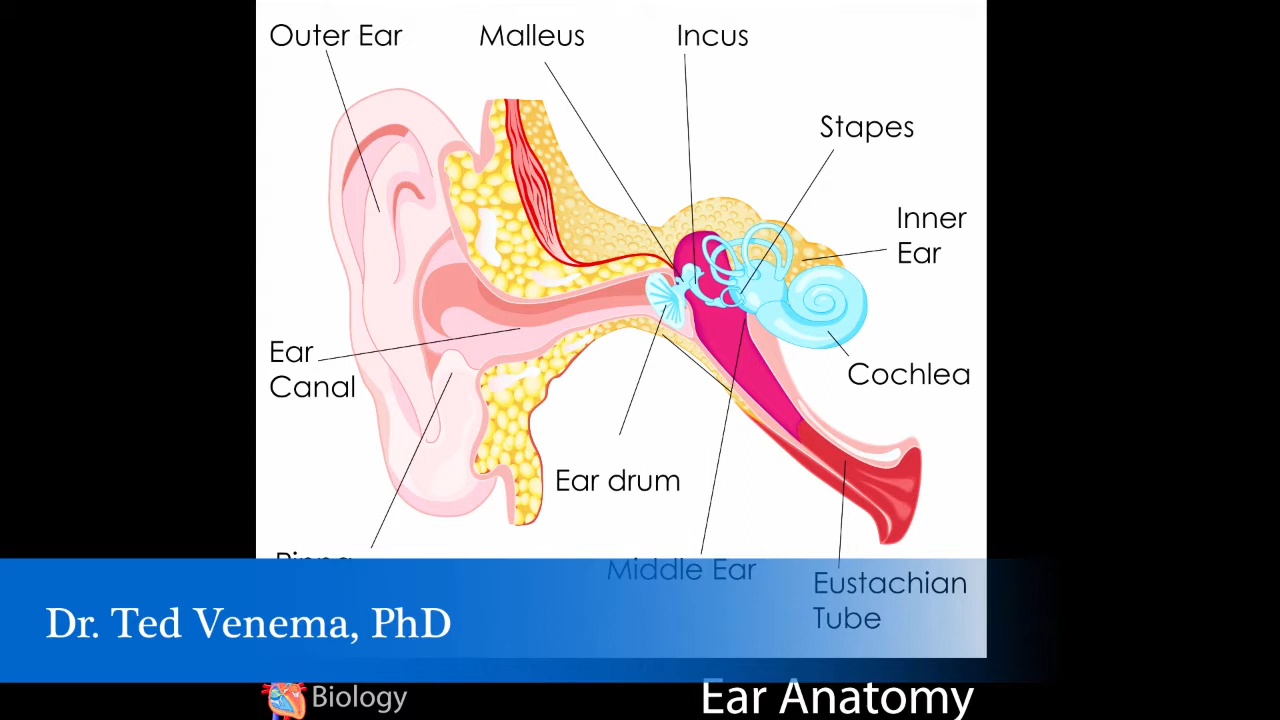 Outer Ear
Malleus
Incus
Stapes
Inner
Ear
Ear
Canal
Cochlea
Ear drum
Pinna
Middle Ear
Eustachian
Tube
Dr. Ted Venema, PhD
Biology
Ear Anatomy